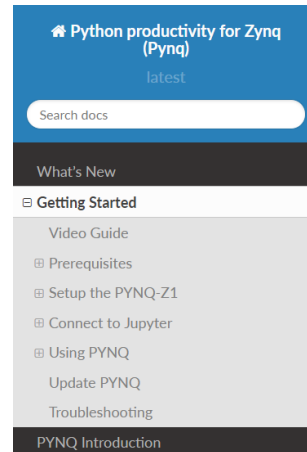 Python productivity for Zynq
(Pynq)
latest
Search docs
What's New
Getting Started
Video Guide
Prerequisites
Setup the PYNQ-Z1
Connect to Jupyter
Using PYNQ
Update PYNQ
Troubleshooting
PYNQ Introduction